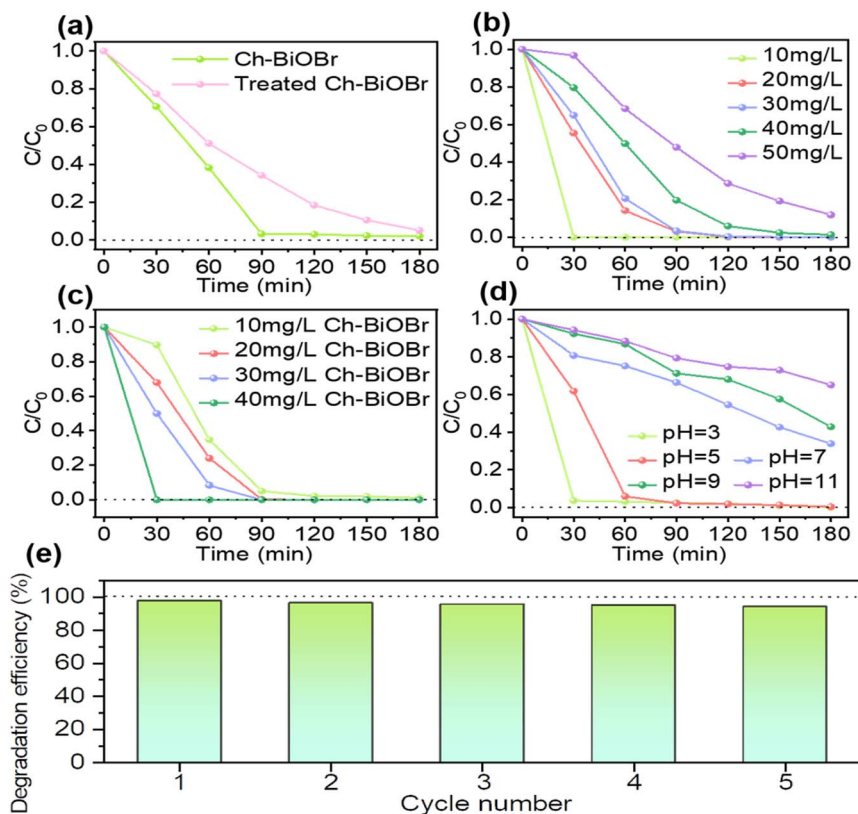 (a)
C/C₀
1.0
0.8
0.6
0.4
0.2
0.0
Ch-BiOBr
Treated Ch-BiOBr
0 30 60 90 120 150 180
Time (min)
(b)
C/C₀
1.0
0.8
0.6
0.4
0.2
0.0
10mg/L
20mg/L
30mg/L
40mg/L
50mg/L
0 30 60 90 120 150 180
Time (min)
(c)
C/C₀
1.0
0.8
0.6
0.4
0.2
0.0
10mg/L Ch-BiOBr
20mg/L Ch-BiOBr
30mg/L Ch-BiOBr
40mg/L Ch-BiOBr
0 30 60 90 120 150 180
Time (min)
(d)
C/C₀
1.0
0.8
0.6
0.4
0.2
0.0
pH=3
pH=5 pH=7
pH=9 pH=11
0 30 60 90 120 150 180
Time (min)
(e)
Degradation efficiency (%)
100
80
60
40
20
0
1 2 3 4 5
Cycle number